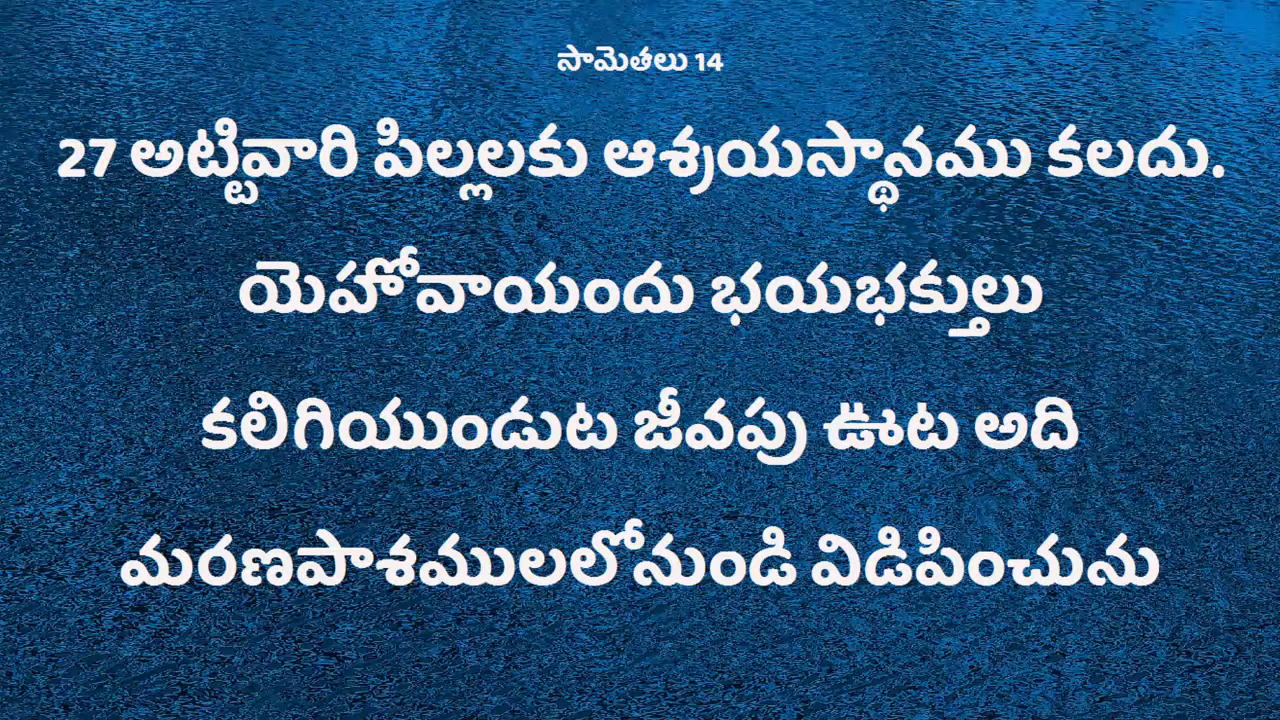 సామెతలు 14
27 అట్టివారి పిల్లలకు ఆశ్రయస్థానము కలదు.
యెహోవాయందు భయభక్తులు
కలిగియుండుట జీవపు ఊట అది
మరణపాశములలోనుండి విడిపించును